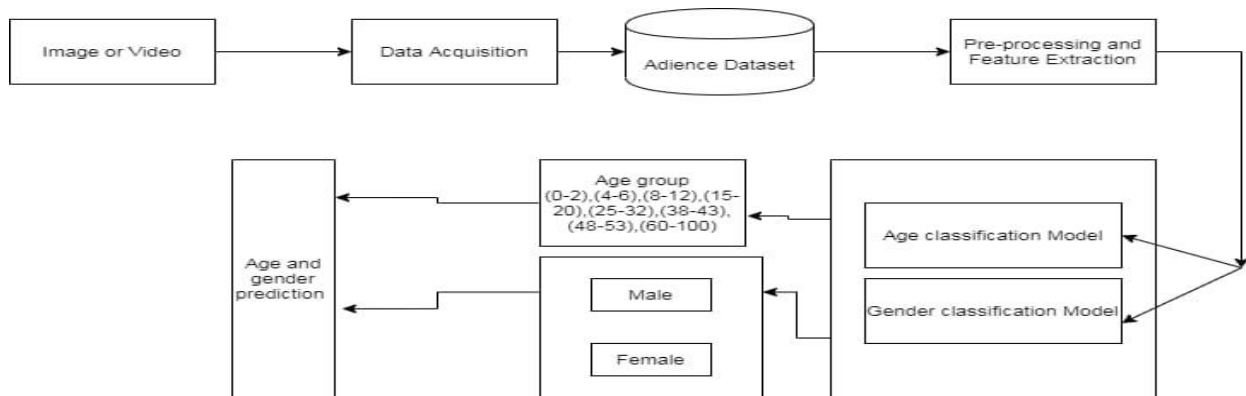 Image or Video
Data Acquisition
Adience Dataset
Pre-processing and
Feature Extraction
Age group
(0-2),(4-6),(8-12),(15-
20),(25-32),(38-43),
(48-53),(60-100)
Age classification Model
Gender classification Model
Male
Female
Age and
gender
prediction